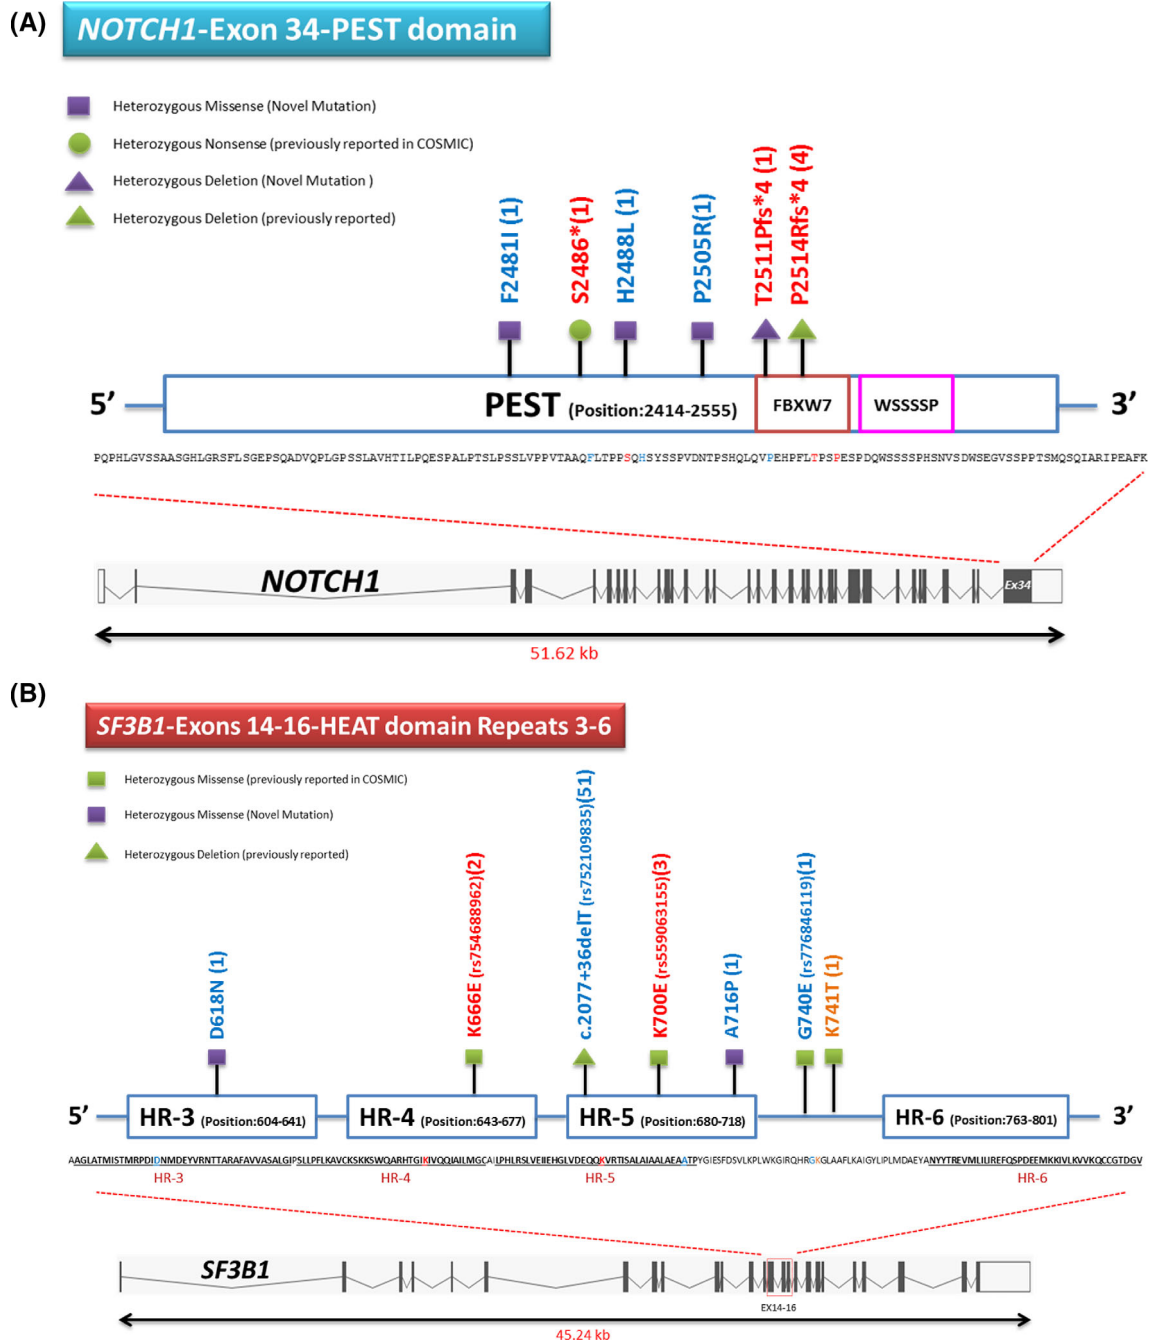 (A)
NOTCH1-Exon 34-PEST domain
Heterozygous Missense (Novel Mutation)
Heterozygous Nonsense (previously reported in COSMIC)
Heterozygous Deletion (Novel Mutation )
Heterozygous Deletion (previously reported)
F2481I (1)
S2486*(1)
H2488L (1)
P2505R(1)
T2511Pfs*4 (1)
P2514Rfs*4 (4)
5’
PEST (Position:2414-2555)
FBXW7
WSSSSP
3’
PQPHLGVSSAASGHLGRSFLSGEPSQADVQPLGPSSLAVHTILPQESPALPTSLPSSLVPPVTAAQFLTPPSQHSYSSPVDNTPSHQLQVPEHPFLTPSPESPDQWSSSSPHSNVSDWSEGVSSPPTSMQSQIARIPEAFK
NOTCH1
Ex34
51.62 kb
(B)
SF3B1-Exons 14-16-HEAT domain Repeats 3-6
Heterozygous Missense (previously reported in COSMIC)
Heterozygous Missense (Novel Mutation)
Heterozygous Deletion (previously reported)
D618N (1)
K666E (rs754688962)(2)
c.2077+36delT (rs752109835)(51)
K700E (rs559063155)(3)
A716P (1)
G740E (rs776846119)(1)
K741T (1)
5’
HR-3 (Position:604-641)
HR-4 (Position:643-677)
HR-5 (Position:680-718)
HR-6 (Position:763-801)
3’
AAGLATMISTMRPDIDNMDEYVRNTTARAFAVVASALGIPSLLPFLKAVCKSKKSWQARHTGIKIVQQIAILMGCAILPHLRSLVEIIEHGLVDEQQKVRTISALAIAALAEAATPYGIESFDSVLKPLWKGIRQHRGKGLAAFLKAIGYLIPLMDAEYANYYTREVMLILIREFQSPDEEMKKIVLKVVKQCCGTDGV
HR-3
HR-4
HR-5
HR-6
SF3B1
EX14-16
45.24 kb